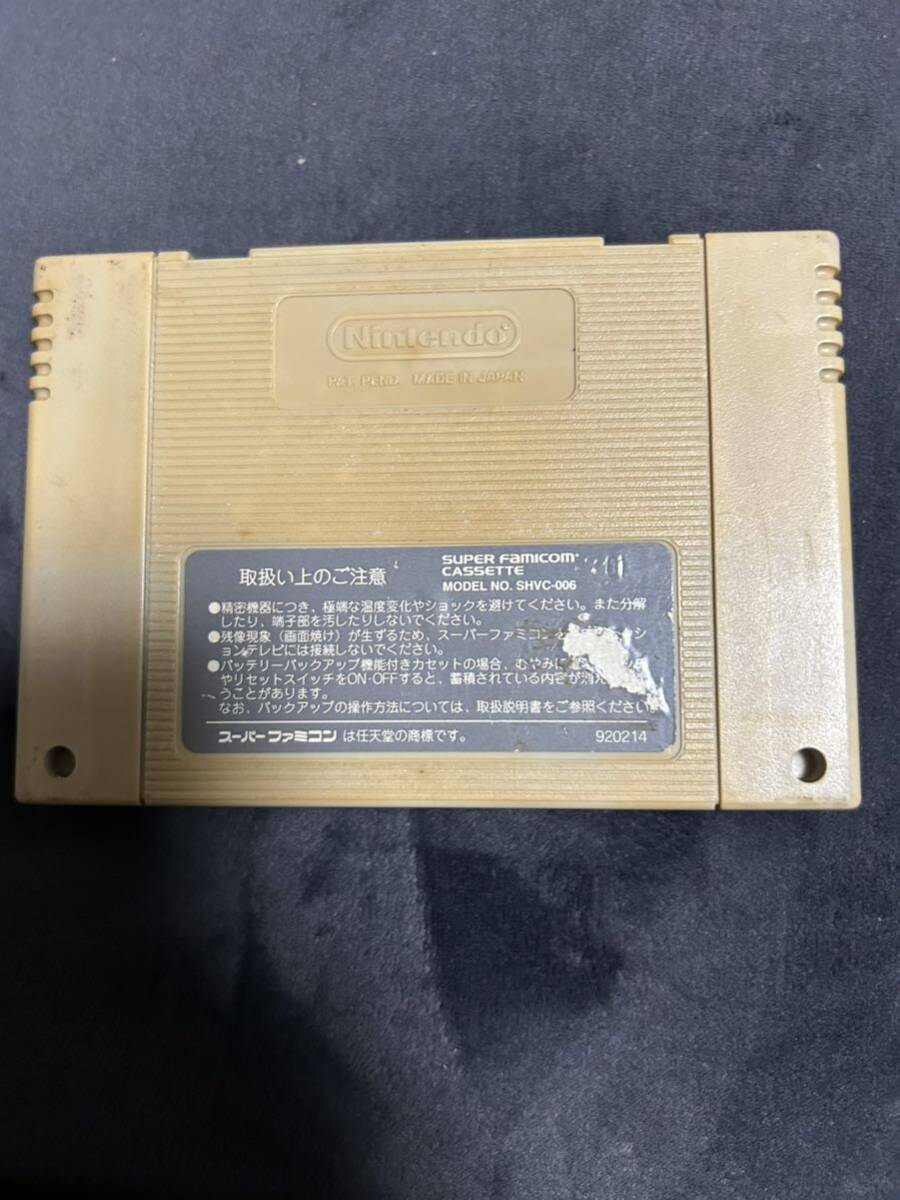 Nintendo
PAT. PEND. MADE IN JAPAN
取扱い上のご注意
SUPER FAMICOM
CASSETTE
MODEL NO. SHVC-006
●精密機器につき、極端な温度変化やショックを避けてください。また分解
したり、端子部を汚したりしないでください。
●残像現象（画面焼け）が生ずるため、スーパーファミコンを
ョンテレビには接続しないでください。
●バッテリーバックアップ機能付きカセットの場合、むやみに
やリセットスイッチをON・OFFすると、蓄積されている内容が
うことがあります。
なお、バックアップの操作方法については、取扱説明書をご参照ください
スーパーファミコン は任天堂の商標です。
920214